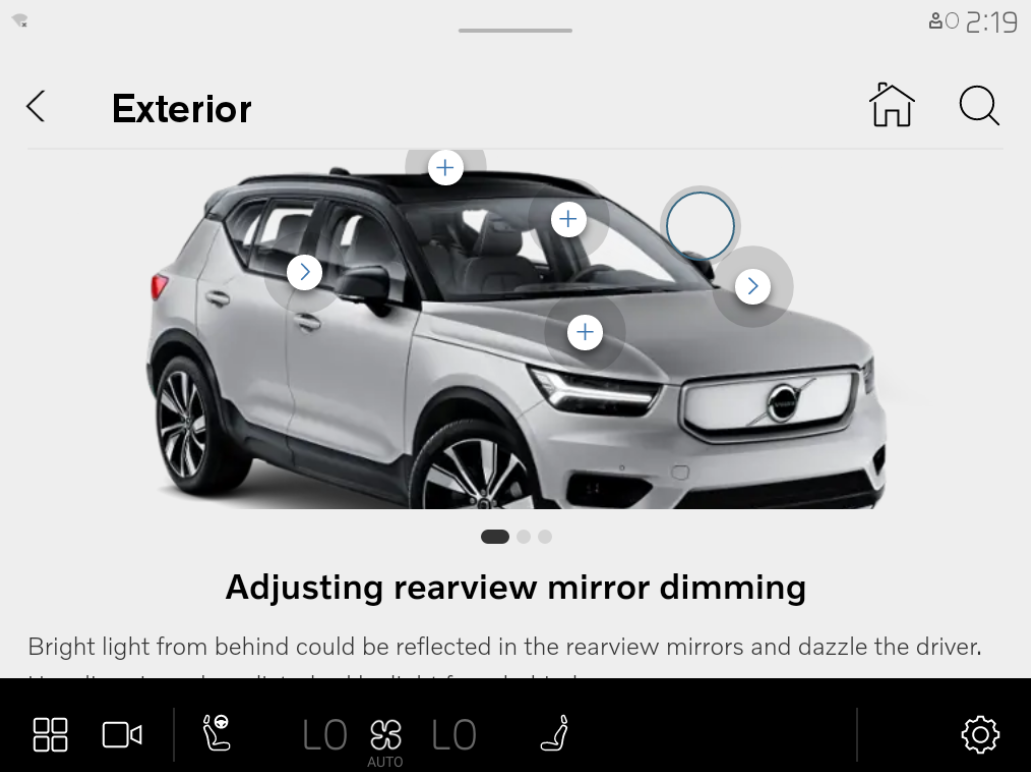 0 2:19
Exterior
Adjusting rearview mirror dimming
Bright light from behind could be reflected in the rearview mirrors and dazzle the driver.
LO AUTO LO